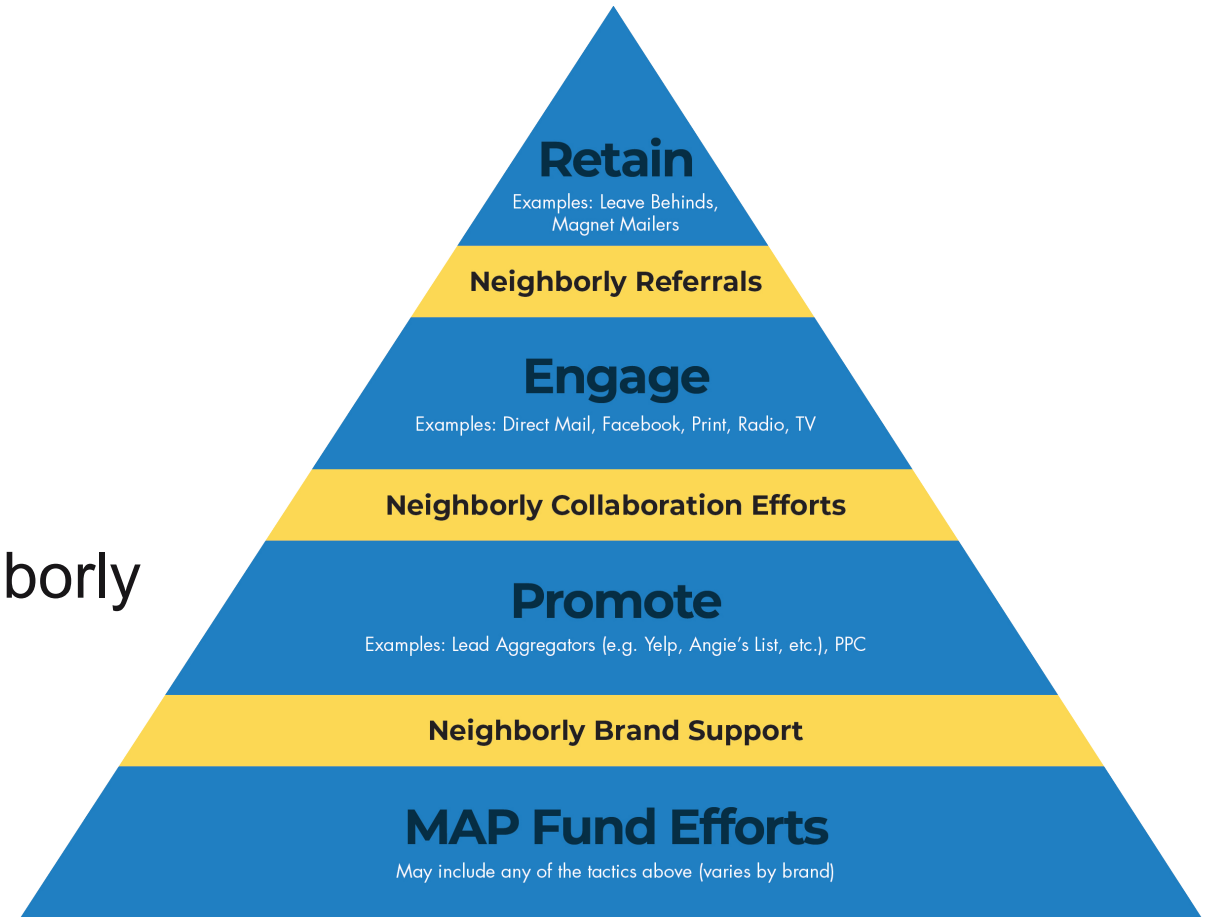 Retain
Examples: Leave Behinds,
Magnet Mailers
Neighborly Referrals
Engage
Examples: Direct Mail, Facebook, Print, Radio, TV
Neighborly Collaboration Efforts
borly
Promote
Examples: Lead Aggregators (e.g. Yelp, Angie's List, etc.), PPC
Neighborly Brand Support
MAP Fund Efforts
May include any of the tactics above (varies by brand)